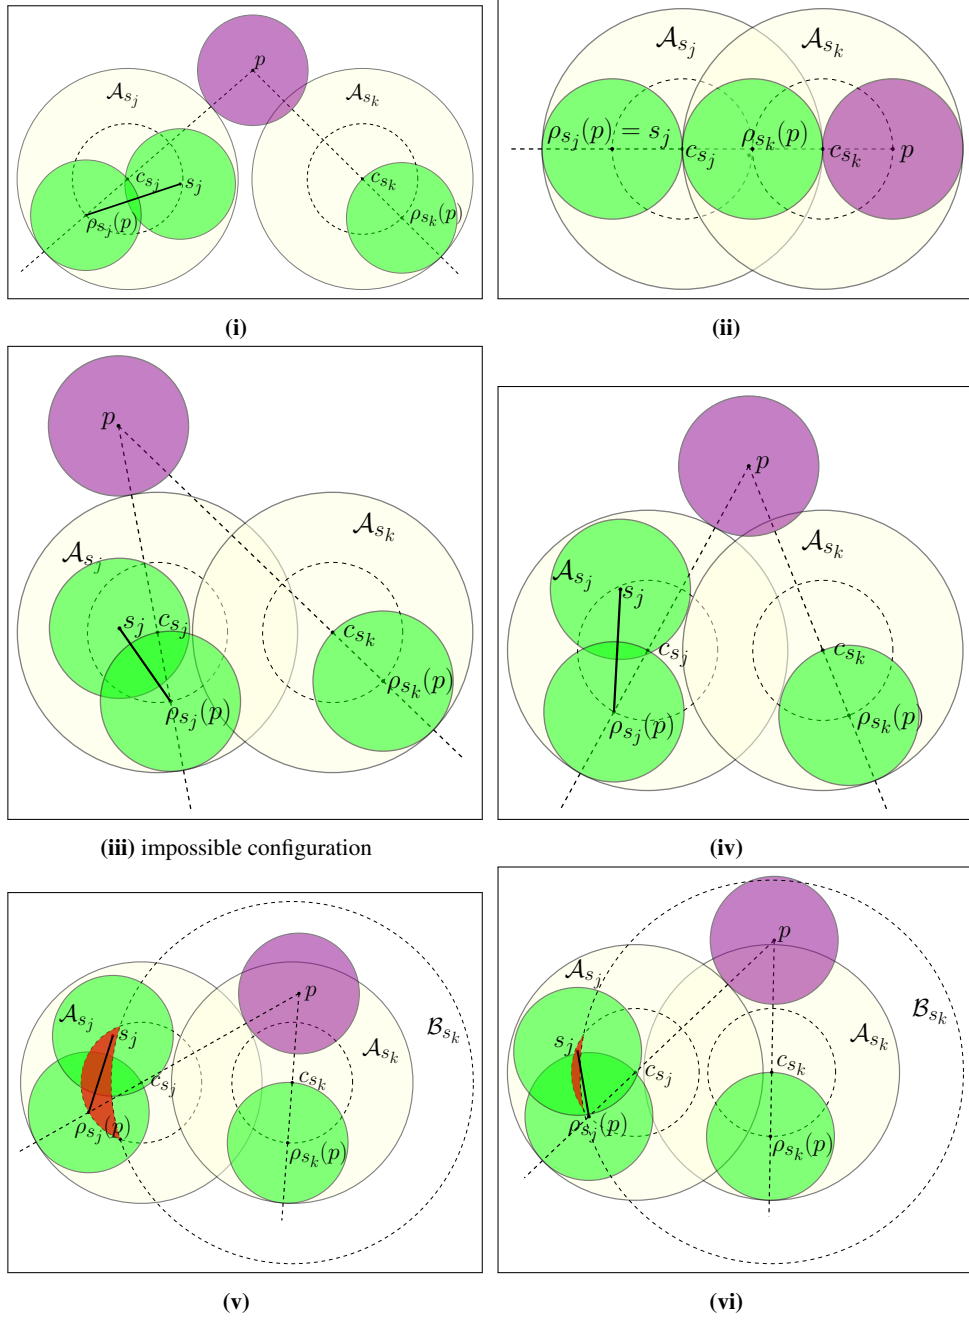 p
𝒜_{s_j} 𝒜_{s_k}
c_{s_j} s_j c_{s_k}
ρ_{s_j}(p) ρ_{s_k}(p)
(i)
𝒜_{s_j} 𝒜_{s_k}
ρ_{s_j}(p) = s_j c_{s_j} ρ_{s_k}(p) c_{s_k} p
(ii)
p
𝒜_{s_k}
𝒜_{s_j}
s_j c_{s_j} c_{s_k}
ρ_{s_j}(p) ρ_{s_k}(p)
(iii) impossible configuration
p
𝒜_{s_j} 𝒜_{s_k}
s_j
c_{s_j} c_{s_k}
ρ_{s_j}(p) ρ_{s_k}(p)
(iv)
p
𝒜_{s_j} s_j 𝒜_{s_k} ℬ_{s_k}
c_{s_j} c_{s_k}
ρ_{s_j}(p) ρ_{s_k}(p)
(v)
p
𝒜_{s_j} ℬ_{s_k}
s_j 𝒜_{s_k}
c_{s_j} c_{s_k}
ρ_{s_j}(p) ρ_{s_k}(p)
(vi)